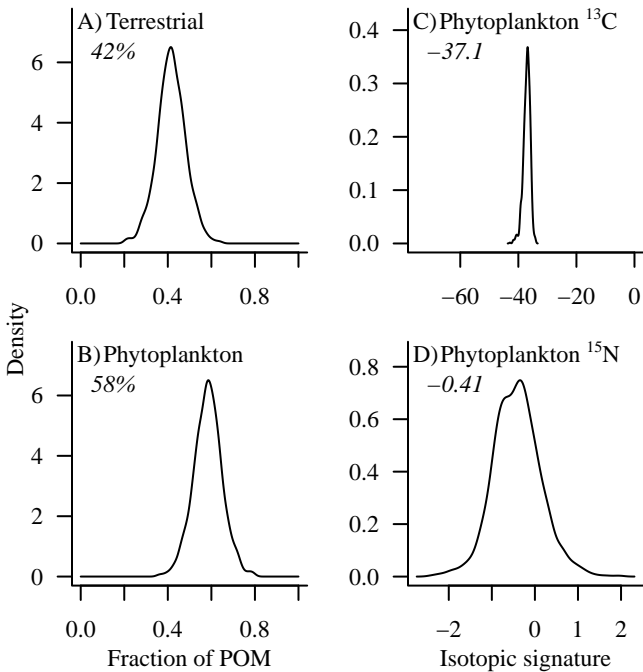 A) Terrestrial
42%
6
4
2
0
0.0 0.4 0.8
C) Phytoplankton ¹³C
−37.1
0.4
0.3
0.2
0.1
0.0
−60 −40 −20 0
Density
B) Phytoplankton
58%
6
4
2
0
0.0 0.4 0.8
Fraction of POM
D) Phytoplankton ¹⁵N
−0.41
0.8
0.6
0.4
0.2
0.0
−2 0 1 2
Isotopic signature